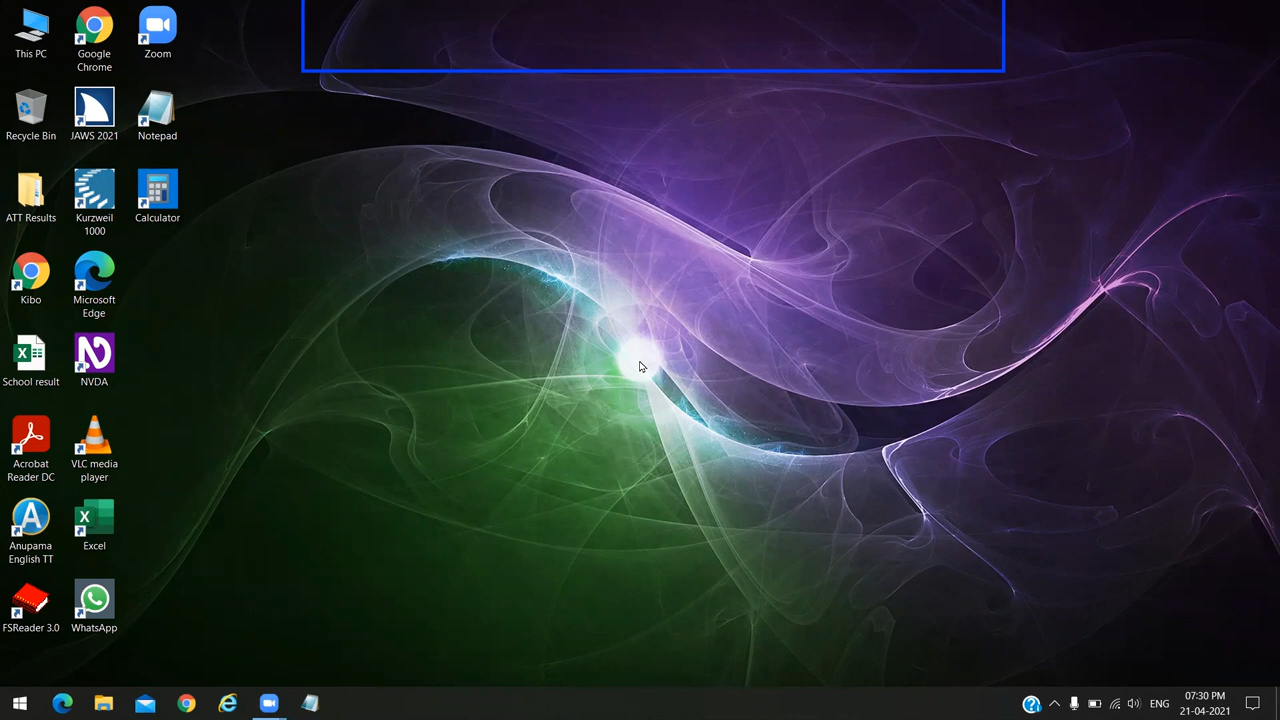 This PC
Google
Chrome
Zoom
Recycle Bin
JAWS 2021
Notepad
ATT Results
Kurzweil
1000
Calculator
Kibo
Microsoft
Edge
School result
NVDA
Acrobat
Reader DC
VLC media
player
Anupama
English TT
Excel
FSReader 3.0
WhatsApp
ENG
07:30 PM
21-04-2021